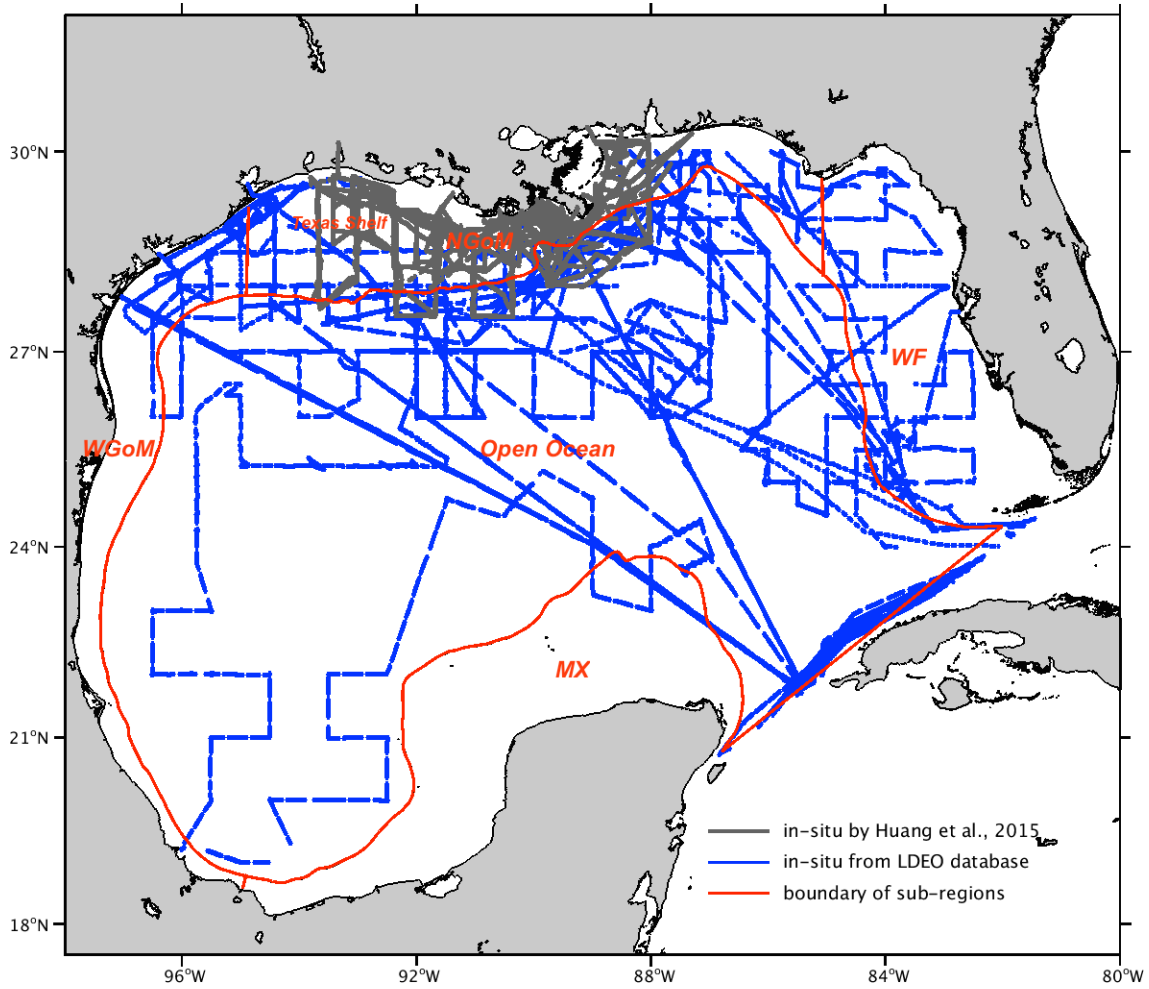 30°N
Texas Shelf
NGoM
27°N
WF
WGoM
Open Ocean
24°N
MX
21°N
in-situ by Huang et al., 2015
in-situ from LDEO database
boundary of sub-regions
18°N
96°W
92°W
88°W
84°W
80°W